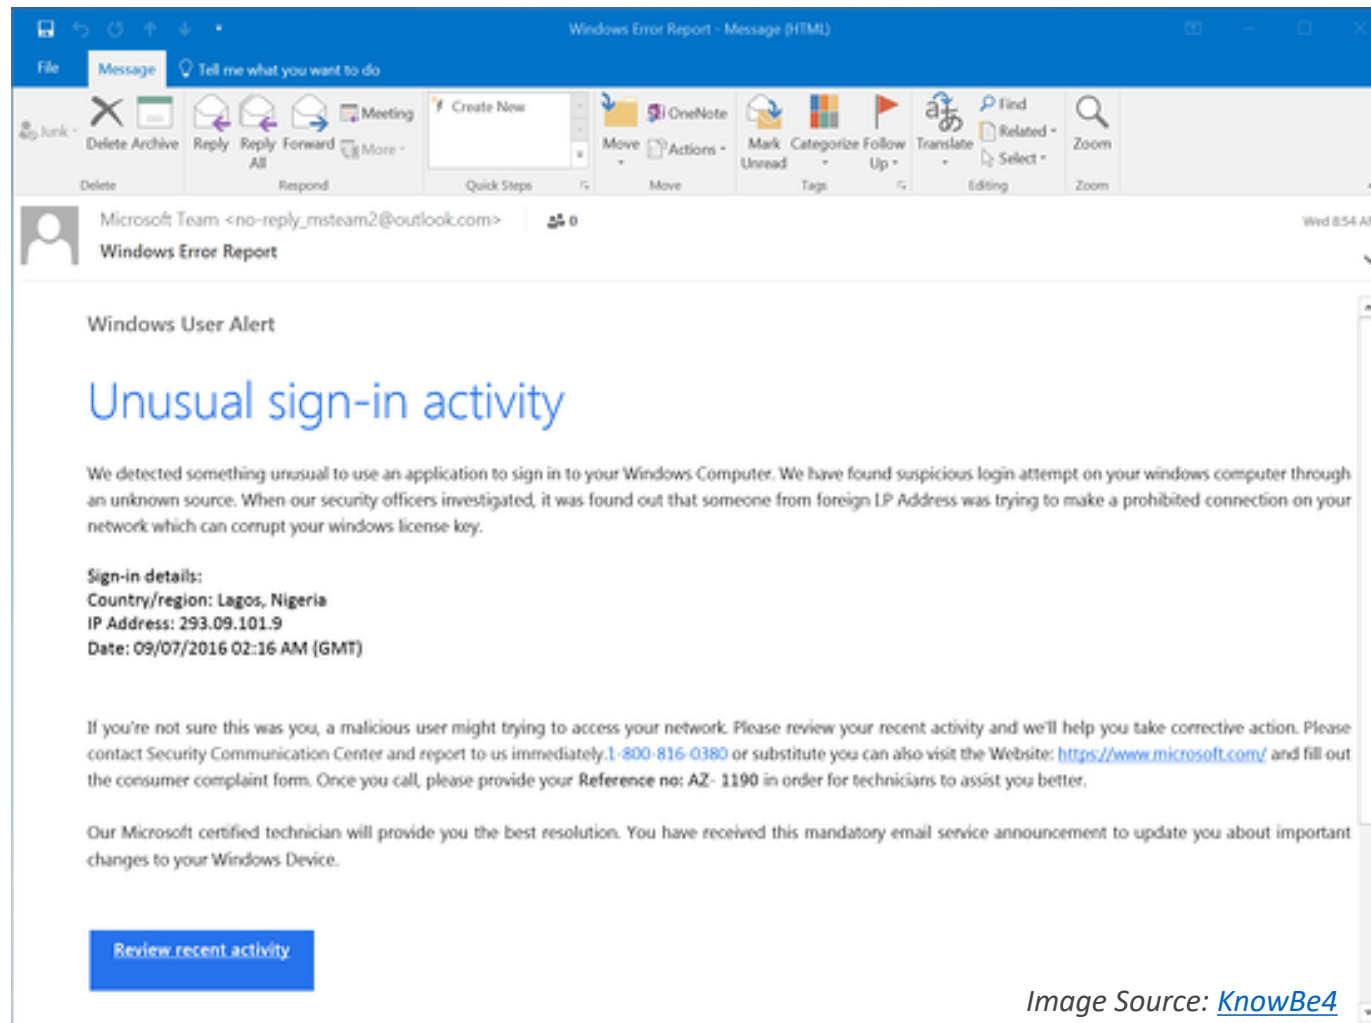 Windows Error Report - Message (HTML)
File Message Tell me what you want to do
Junk Delete Archive Reply Reply All Forward Meeting More Create New Move OneNote Actions Mark Unread Categorize Follow Up Translate Find Related Select Zoom
Delete Respond Quick Steps Move Tags Editing Zoom
Microsoft Team <no-reply_msteam2@outlook.com> 0 Wed 8:54 AM
Windows Error Report
Windows User Alert
Unusual sign-in activity
We detected something unusual to use an application to sign in to your Windows Computer. We have found suspicious login attempt on your windows computer through
an unknown source. When our security officers investigated, it was found out that someone from foreign I.P Address was trying to make a prohibited connection on your
network which can corrupt your windows license key.
Sign-in details:
Country/region: Lagos, Nigeria
IP Address: 293.09.101.9
Date: 09/07/2016 02:16 AM (GMT)
If you're not sure this was you, a malicious user might trying to access your network. Please review your recent activity and we'll help you take corrective action. Please
contact Security Communication Center and report to us immediately.1-800-816-0380 or substitute you can also visit the Website: https://www.microsoft.com/ and fill out
the consumer complaint form. Once you call, please provide your Reference no: AZ- 1190 in order for technicians to assist you better.
Our Microsoft certified technician will provide you the best resolution. You have received this mandatory email service announcement to update you about important
changes to your Windows Device.
Review recent activity
Image Source: KnowBe4